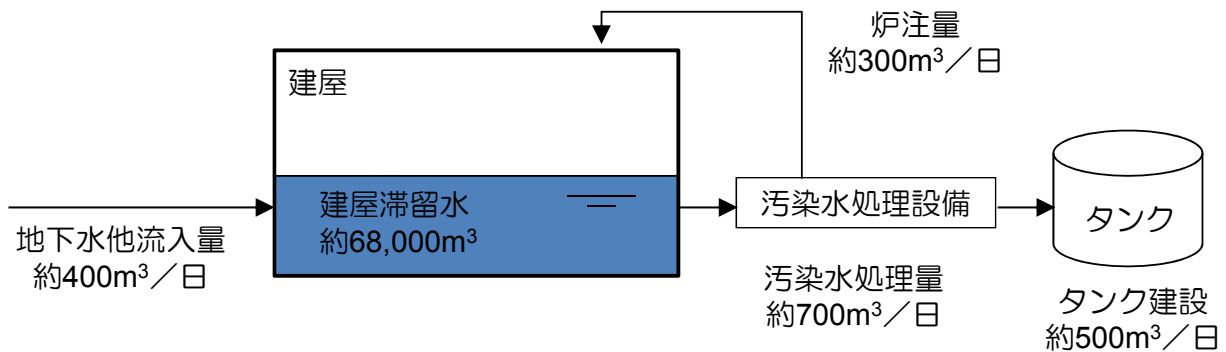 炉注量
約300m³／日
建屋
建屋滞留水
約68,000m³
地下水他流入量
約400m³／日
汚染水処理設備
汚染水処理量
約700m³／日
タンク
タンク建設
約500m³／日